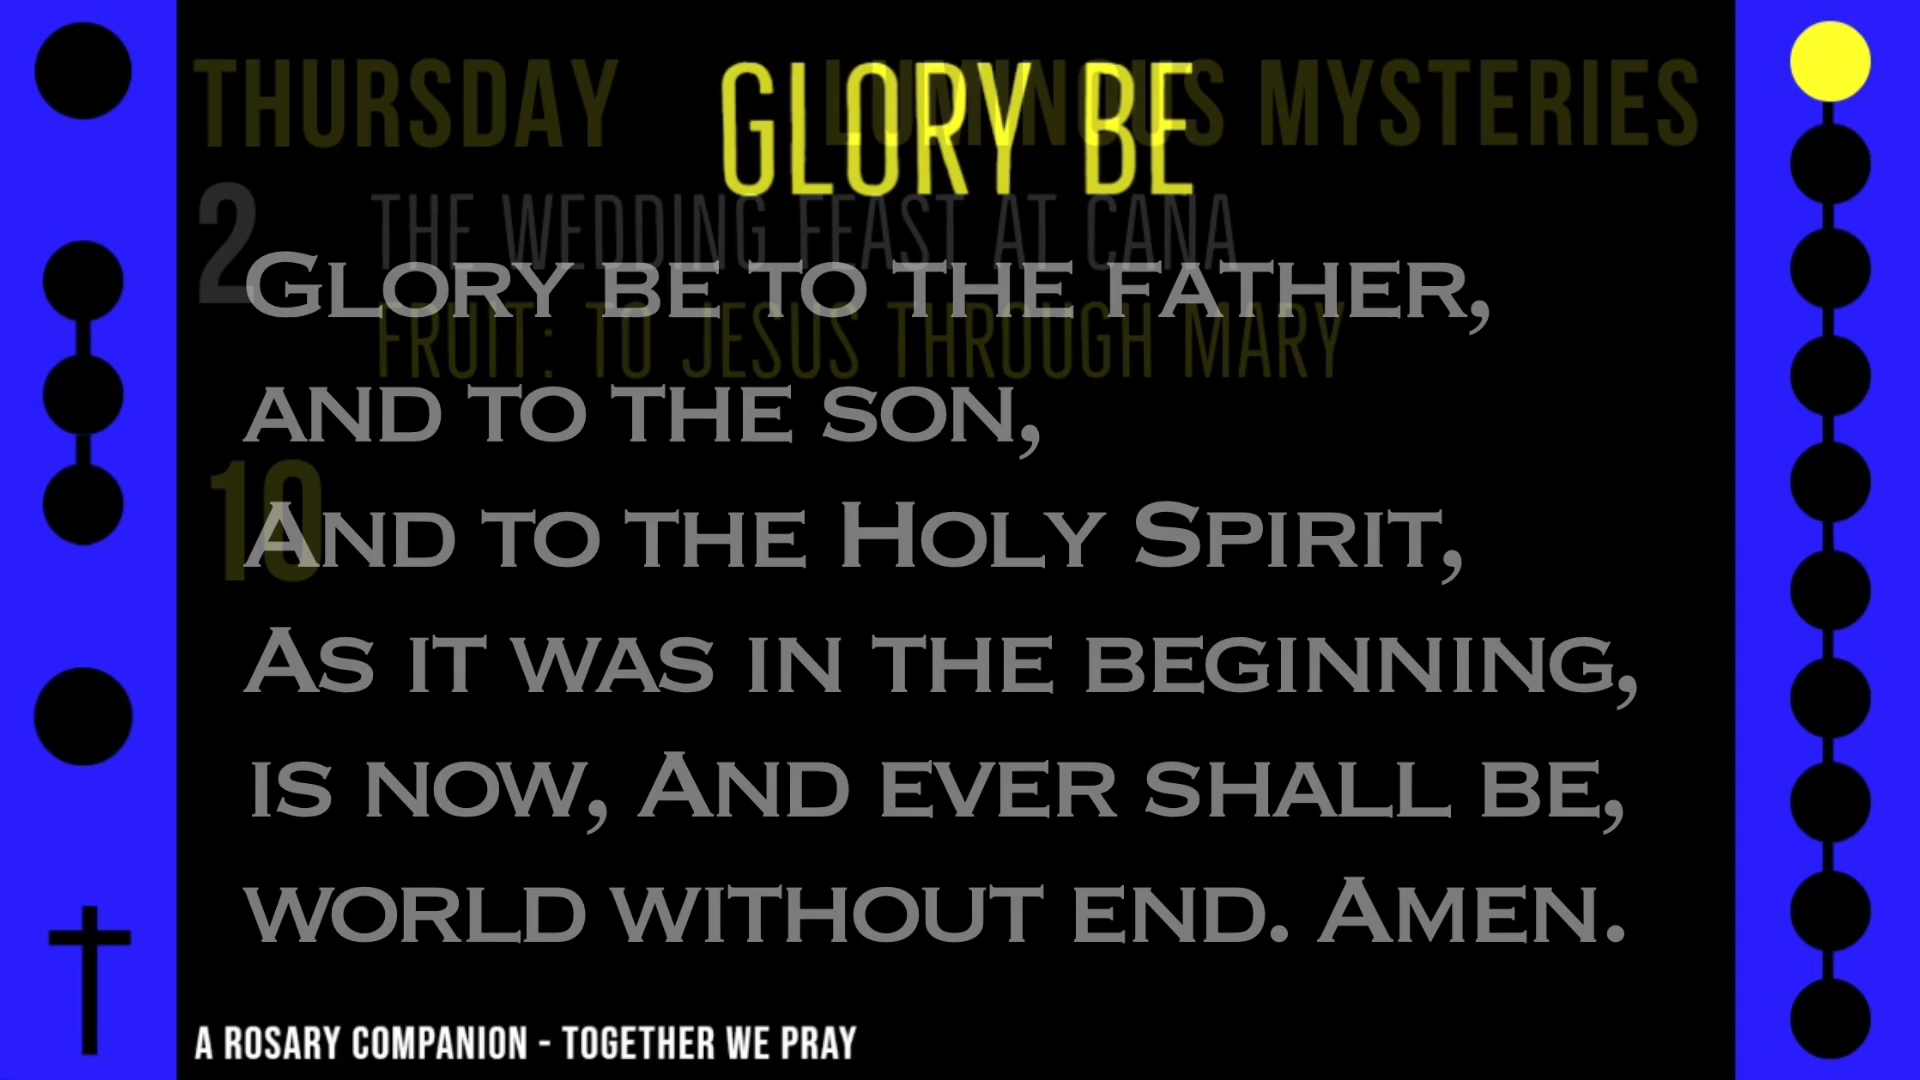 THURSDAY
LUMINOUS MYSTERIES
GLORY BE
2
THE WEDDING FEAST AT CANA
FRUIT: TO JESUS THROUGH MARY
10
GLORY BE TO THE FATHER,
AND TO THE SON,
AND TO THE HOLY SPIRIT,
AS IT WAS IN THE BEGINNING,
IS NOW, AND EVER SHALL BE,
WORLD WITHOUT END. AMEN.
A ROSARY COMPANION - TOGETHER WE PRAY